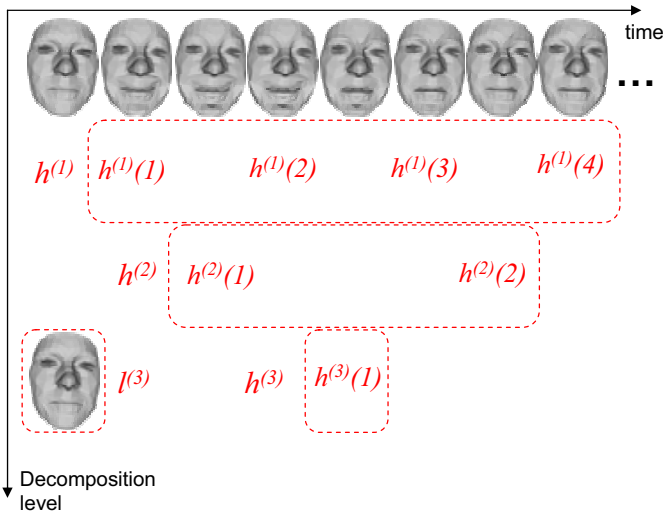 time
...
h⁽¹⁾ h⁽¹⁾(1) h⁽¹⁾(2) h⁽¹⁾(3) h⁽¹⁾(4)
h⁽²⁾ h⁽²⁾(1) h⁽²⁾(2)
l⁽³⁾ h⁽³⁾ h⁽³⁾(1)
Decomposition
level